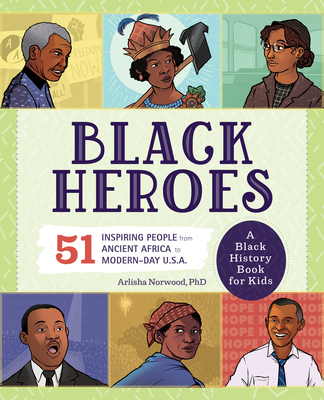 NOW
BLACK
HEROES
51
INSPIRING PEOPLE from
ANCIENT AFRICA to
MODERN-DAY U.S.A.
Arlisha Norwood, PhD
A
Black
History
Book
for Kids
HOPE